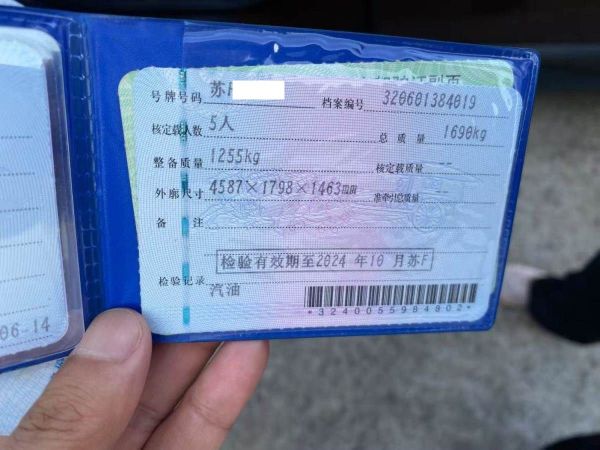 号牌号码 苏F 档案编号 320601384019
核定载人数 5人 总质量 1690kg
整备质量 1255kg 核定载质量 --
外廓尺寸 4587×1798×1463mm 准牵引总质量 --
备注
检验有效期至2024年10月苏F
检验记录
汽油
*3240055984902*
06-14